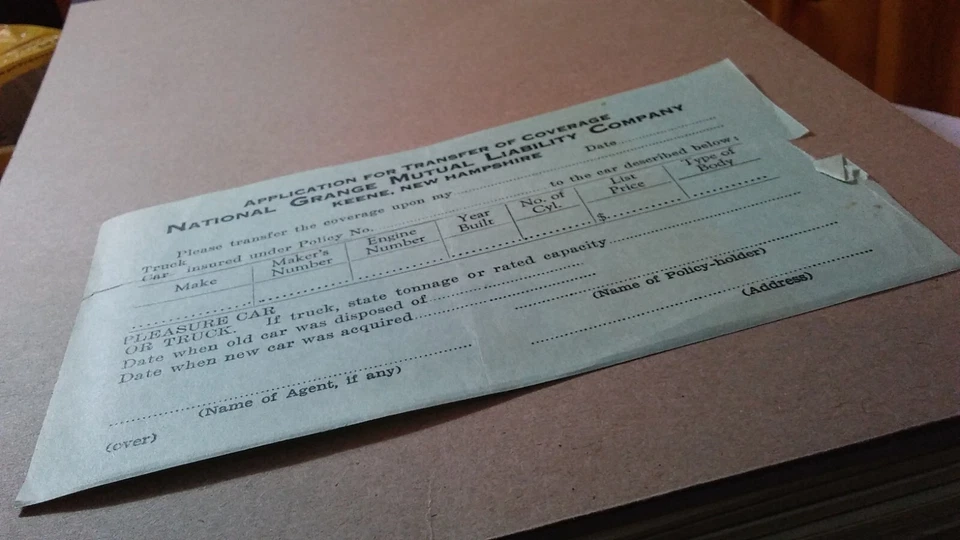 APPLICATION FOR TRANSFER OF COVERAGE
NATIONAL GRANGE MUTUAL LIABILITY COMPANY
KEENE, NEW HAMPSHIRE
Date
Please transfer the coverage upon my
Truck
Car insured under Policy No. to the car described below:
Make
Maker's Number
Engine Number
Year Built
No. of Cyl.
List Price
Type of Body
$
PLEASURE CAR
OR TRUCK. If truck, state tonnage or rated capacity
Date when old car was disposed of
Date when new car was acquired
(Name of Policy-holder)
(Address)
(Name of Agent, if any)
(over)